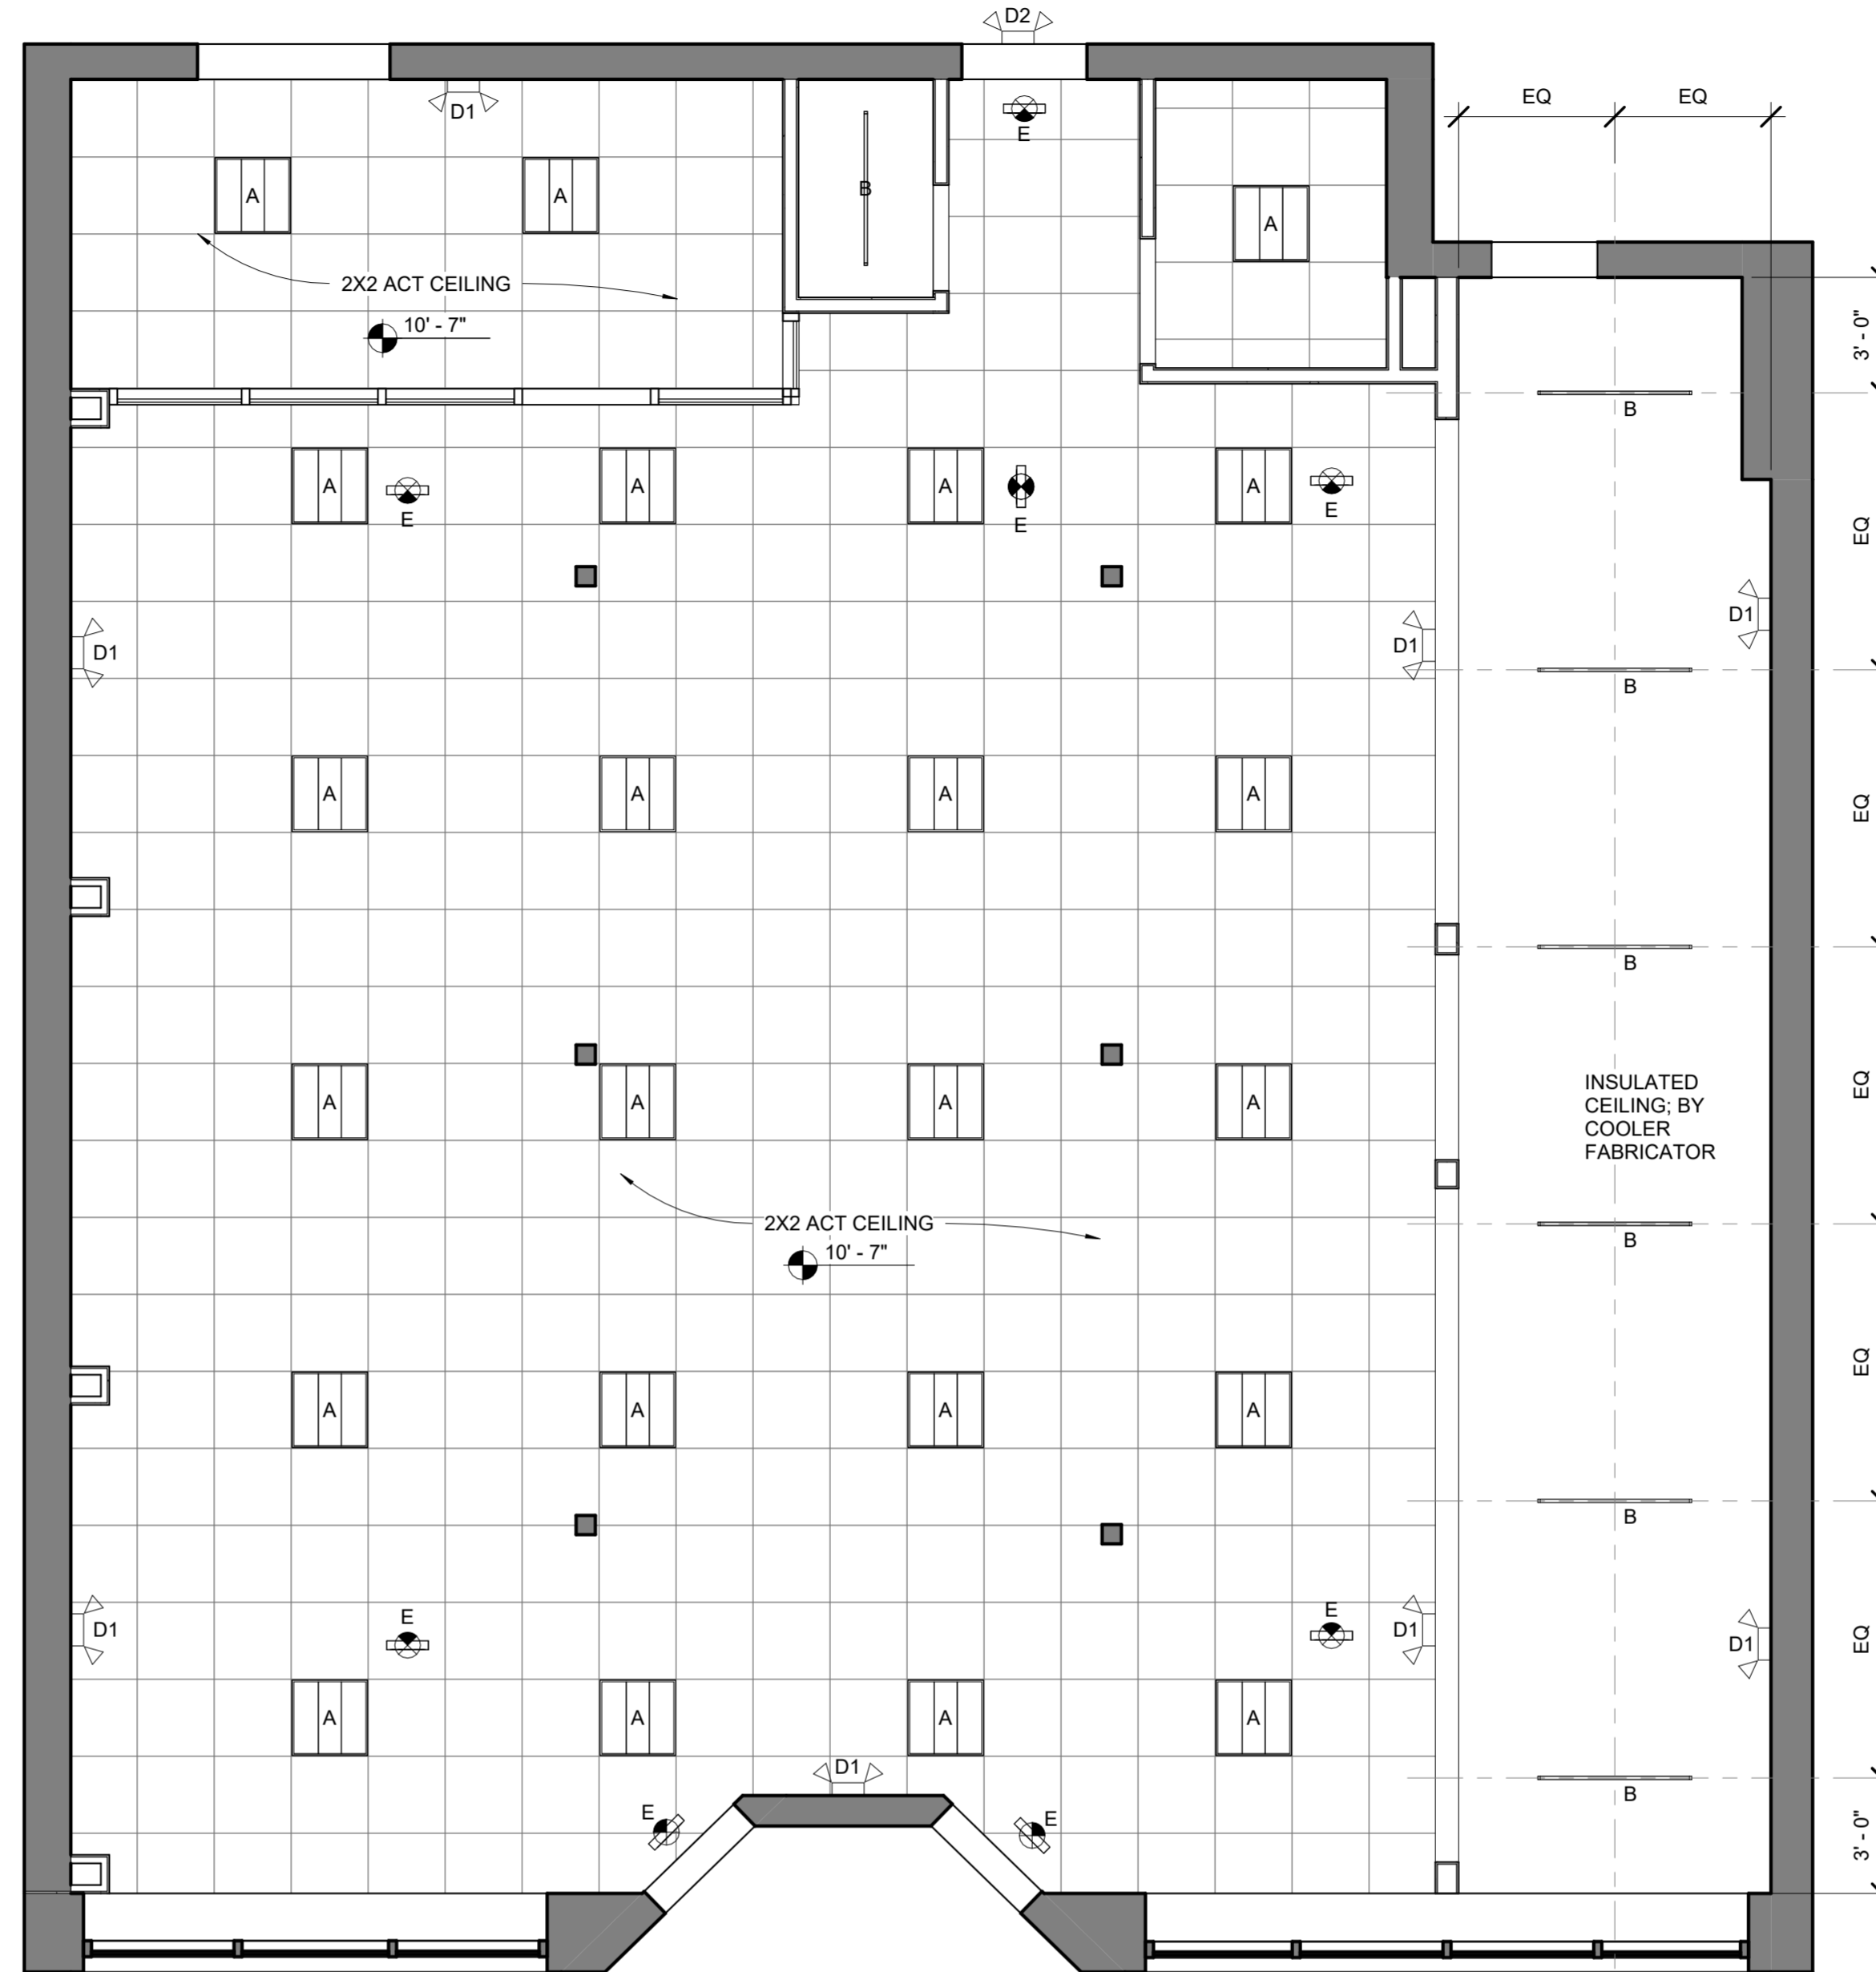 D2
EQ EQ
D1
E
A A B A
2X2 ACT CEILING
10' - 7"
3' - 0"
B
A A A A
E E E
EQ
D1 D1 D1
B
A A A A
EQ
B
INSULATED
CEILING; BY
COOLER
FABRICATOR
EQ
A A A A
2X2 ACT CEILING
10' - 7"
B
EQ
A A A A
B
E E
D1 D1 D1
EQ
A A A A
D1
B
E E
3' - 0"